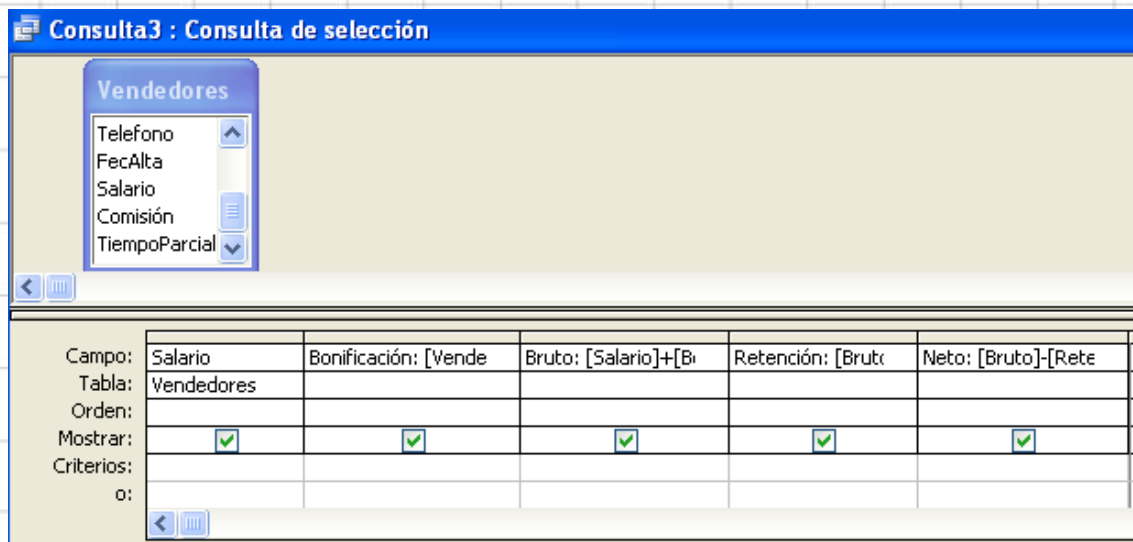 Consulta3 : Consulta de selección
Vendedores
Telefono
FecAlta
Salario
Comisión
TiempoParcial
Campo: Salario Bonificación: [Vende Bruto: [Salario]+[B Retención: [Brut Neto: [Bruto]-[Rete
Tabla: Vendedores
Orden:
Mostrar:
Criterios:
o: